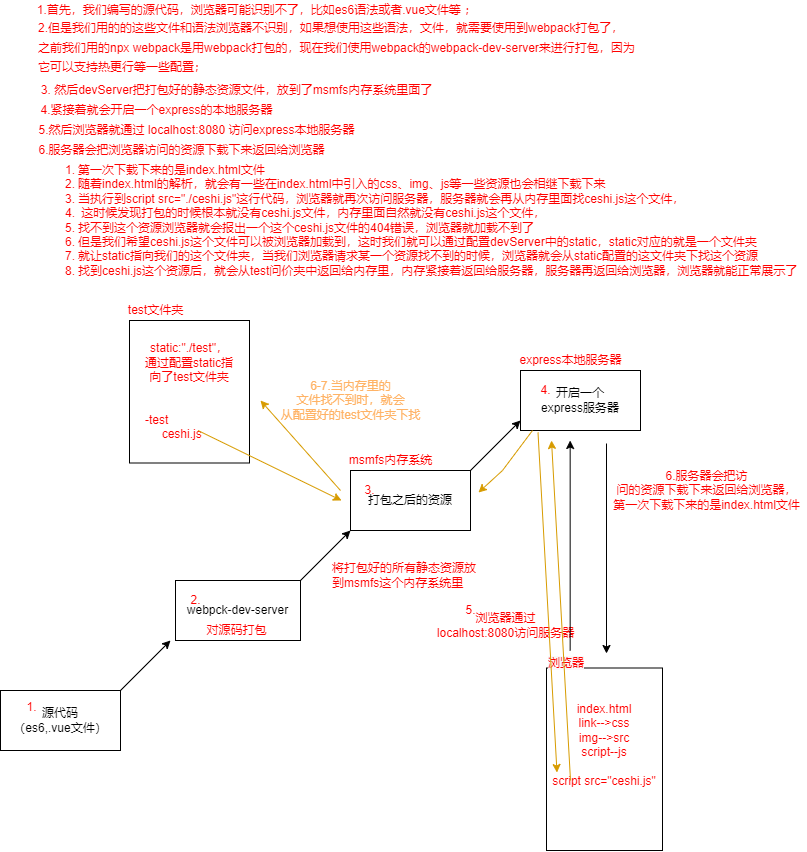 1.首先，我们编写的源代码，浏览器可能识别不了，比如es6语法或者.vue文件等；
2.但是我们用的的这些文件和语法浏览器不识别，如果想使用这些语法，文件，就需要使用到webpack打包了，
之前我们用的npx webpack是用webpack打包的，现在我们使用webpack的webpack-dev-server来进行打包，因为
它可以支持热更行等一些配置；
3. 然后devServer把打包好的静态资源文件，放到了msmfs内存系统里面了
4.紧接着就会开启一个express的本地服务器
5.然后浏览器就通过 localhost:8080 访问express本地服务器
6.服务器会把浏览器访问的资源下载下来返回给浏览器
1. 第一次下载下来的是index.html文件
2. 随着index.html的解析，就会有一些在index.html中引入的css、img、js等一些资源也会相继下载下来
3. 当执行到script src="./ceshi.js"这行代码，浏览器就再次访问服务器，服务器就会再从内存里面找ceshi.js这个文件，
4. 这时候发现打包的时候根本就没有ceshi.js文件，内存里面自然就没有ceshi.js这个文件，
5. 找不到这个资源浏览器就会报出一个这个ceshi.js文件的404错误，浏览器就加载不到了
6. 但是我们希望ceshi.js这个文件可以被浏览器加载到，这时我们就可以通过配置devServer中的static，static对应的就是一个文件夹
7. 就让static指向我们的这个文件夹，当我们浏览器请求某一个资源找不到的时候，浏览器就会从static配置的这文件夹下找这个资源
8. 找到ceshi.js这个资源后，就会从test问价夹中返回给内存里，内存紧接着返回给服务器，服务器再返回给浏览器，浏览器就能正常展示了
test文件夹
static:"./test"，
通过配置static指
向了test文件夹
-test
ceshi.js
6-7.当内存里的
文件找不到时，就会
从配置好的test文件夹下找
express本地服务器
4. 开启一个
express服务器
msmfs内存系统
3.
打包之后的资源
6.服务器会把访
问的资源下载下来返回给浏览器，
第一次下载下来的是index.html文件
将打包好的所有静态资源放
到msmfs这个内存系统里
2.
webpck-dev-server
对源码打包
5.
浏览器通过
localhost:8080访问服务器
1. 源代码
（es6,.vue文件）
浏览器
index.html
link-->css
img-->src
script--js
script src="ceshi.js"